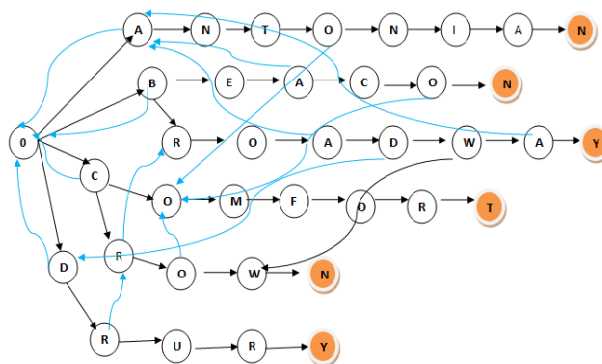 A N T O N I A N
B E A C O N
0 R O A D W A Y
C O M F O R T
D R O W N
R U R Y